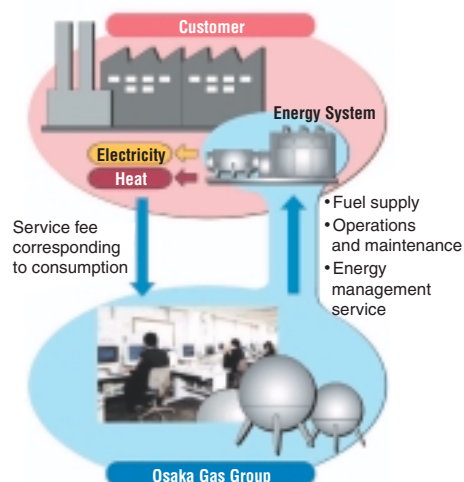 Customer
Energy System
Electricity
Heat
Service fee
corresponding
to consumption
• Fuel supply
• Operations
and maintenance
• Energy
management
service
Osaka Gas Group